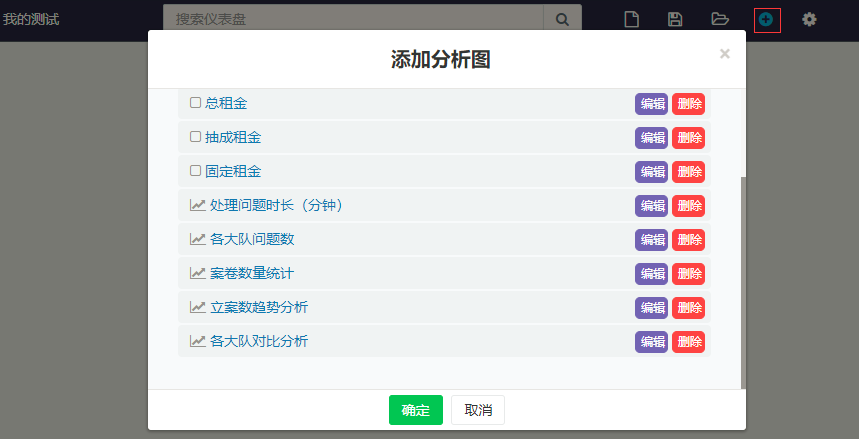 我的测试
搜索仪表盘
添加分析图
×
总租金 编辑 删除
抽成租金 编辑 删除
固定租金 编辑 删除
处理问题时长（分钟） 编辑 删除
各大队问题数 编辑 删除
案卷数量统计 编辑 删除
立案数趋势分析 编辑 删除
各大队对比分析 编辑 删除
确定 取消